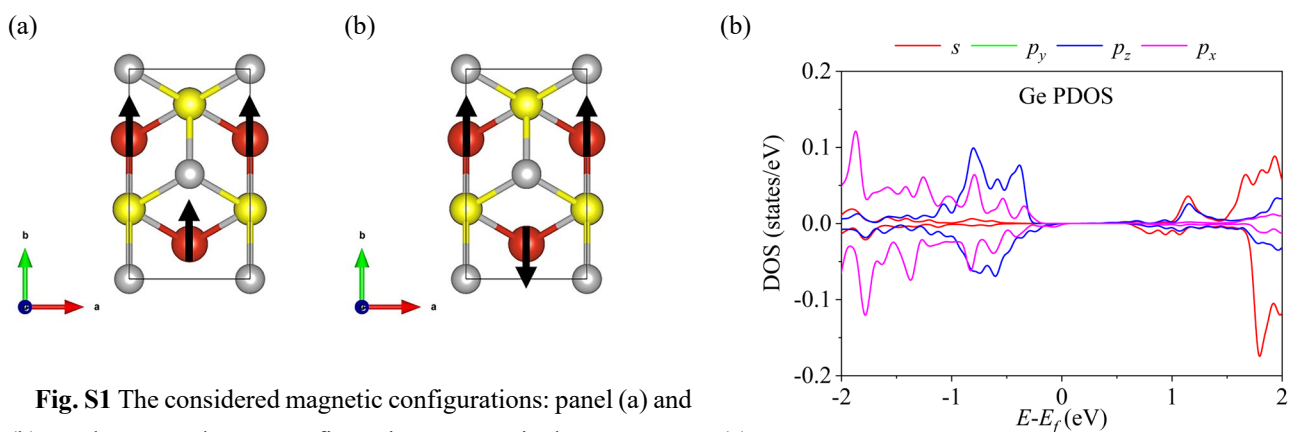 (a)
(b)
b
a
b
a
Fig. S1 The considered magnetic configurations: panel (a) and
(b)
s p_y p_z p_x
Ge PDOS
DOS (states/eV)
0.2
0.1
0.0
-0.1
-0.2
-2 -1 0 1 2
E-E_f (eV)